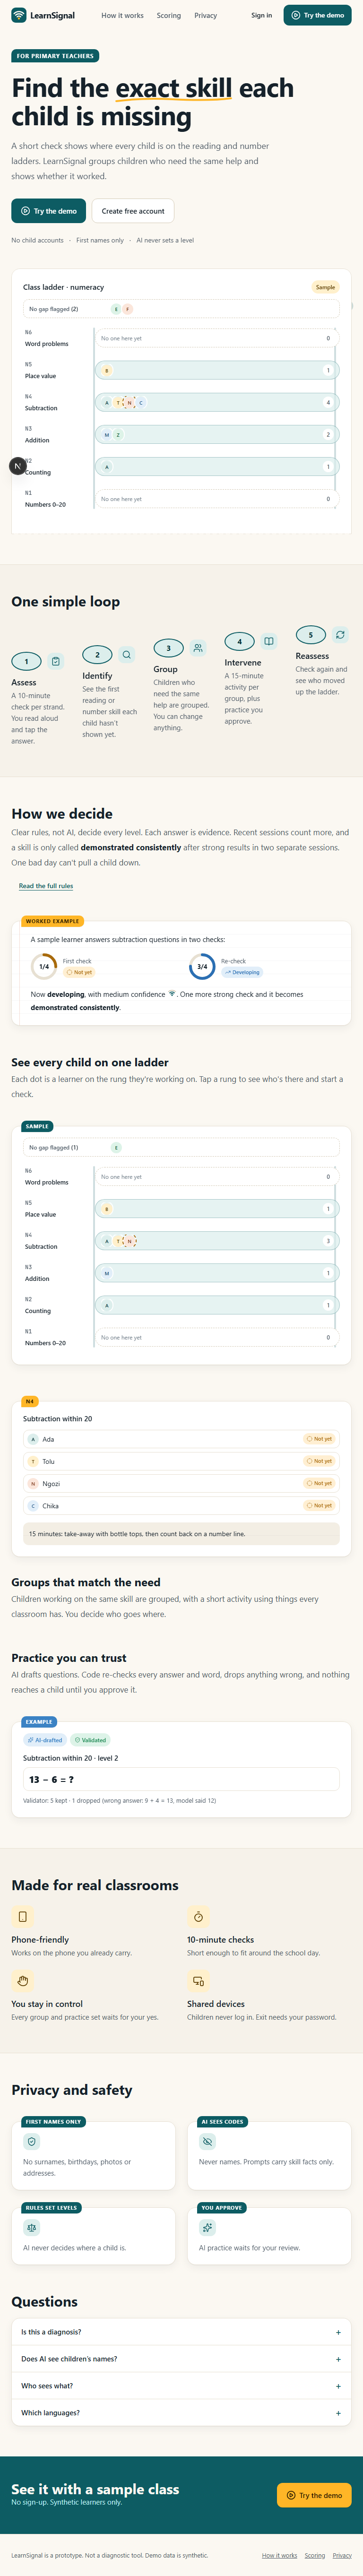 LearnSignal
How it works
Scoring
Privacy
Sign in
Try the demo
FOR PRIMARY TEACHERS
Find the exact skill each
child is missing
A short check shows where every child is on the reading and number
ladders. LearnSignal groups children who need the same help and
shows whether it worked.
Try the demo
Create free account
No child accounts · First names only · AI never sets a level
Class ladder · numeracy
Sample
No gap flagged (2)
E F
N6
Word problems
No one here yet
0
N5
Place value
B
1
N4
Subtraction
A T N C
4
N3
Addition
M Z
2
N
N2
Counting
A
1
N1
Numbers 0–20
No one here yet
0
One simple loop
1
Assess
A 10-minute
check per strand.
You read aloud
and tap the
answer.
2
Identify
See the first
reading or
number skill each
child hasn't
shown yet.
3
Group
Children who
need the same
help are grouped.
You can change
anything.
4
Intervene
A 15-minute
activity per
group, plus
practice you
approve.
5
Reassess
Check again and
see who moved
up the ladder.
How we decide
Clear rules, not AI, decide every level. Each answer is evidence. Recent sessions count more, and
a skill is only called demonstrated consistently after strong results in two separate sessions.
One bad day can't pull a child down.
Read the full rules
WORKED EXAMPLE
A sample learner answers subtraction questions in two checks:
1/4
First check
Not yet
3/4
Re-check
Developing
Now developing, with medium confidence . One more strong check and it becomes
demonstrated consistently.
See every child on one ladder
Each dot is a learner on the rung they're working on. Tap a rung to see who's there and start a
check.
SAMPLE
No gap flagged (1)
E
N6
Word problems
No one here yet
0
N5
Place value
B
1
N4
Subtraction
A T N
3
N3
Addition
M
1
N2
Counting
A
1
N1
Numbers 0–20
No one here yet
0
N4
Subtraction within 20
A Ada
Not yet
T Tolu
Not yet
N Ngozi
Not yet
C Chika
Not yet
15 minutes: take-away with bottle tops, then count back on a number line.
Groups that match the need
Children working on the same skill are grouped, with a short activity using things every
classroom has. You decide who goes where.
Practice you can trust
AI drafts questions. Code re-checks every answer and word, drops anything wrong, and nothing
reaches a child until you approve it.
EXAMPLE
AI-drafted
Validated
Subtraction within 20 · level 2
13 − 6 = ?
Validator: 5 kept · 1 dropped (wrong answer: 9 + 4 = 13, model said 12)
Made for real classrooms
Phone-friendly
Works on the phone you already carry.
10-minute checks
Short enough to fit around the school day.
You stay in control
Every group and practice set waits for your yes.
Shared devices
Children never log in. Exit needs your password.
Privacy and safety
FIRST NAMES ONLY
No surnames, birthdays, photos or
addresses.
AI SEES CODES
Never names. Prompts carry skill facts only.
RULES SET LEVELS
AI never decides where a child is.
YOU APPROVE
AI practice waits for your review.
Questions
Is this a diagnosis?
+
Does AI see children's names?
+
Who sees what?
+
Which languages?
+
See it with a sample class
No sign-up. Synthetic learners only.
Try the demo
LearnSignal is a prototype. Not a diagnostic tool. Demo data is synthetic.
How it works
Scoring
Privacy